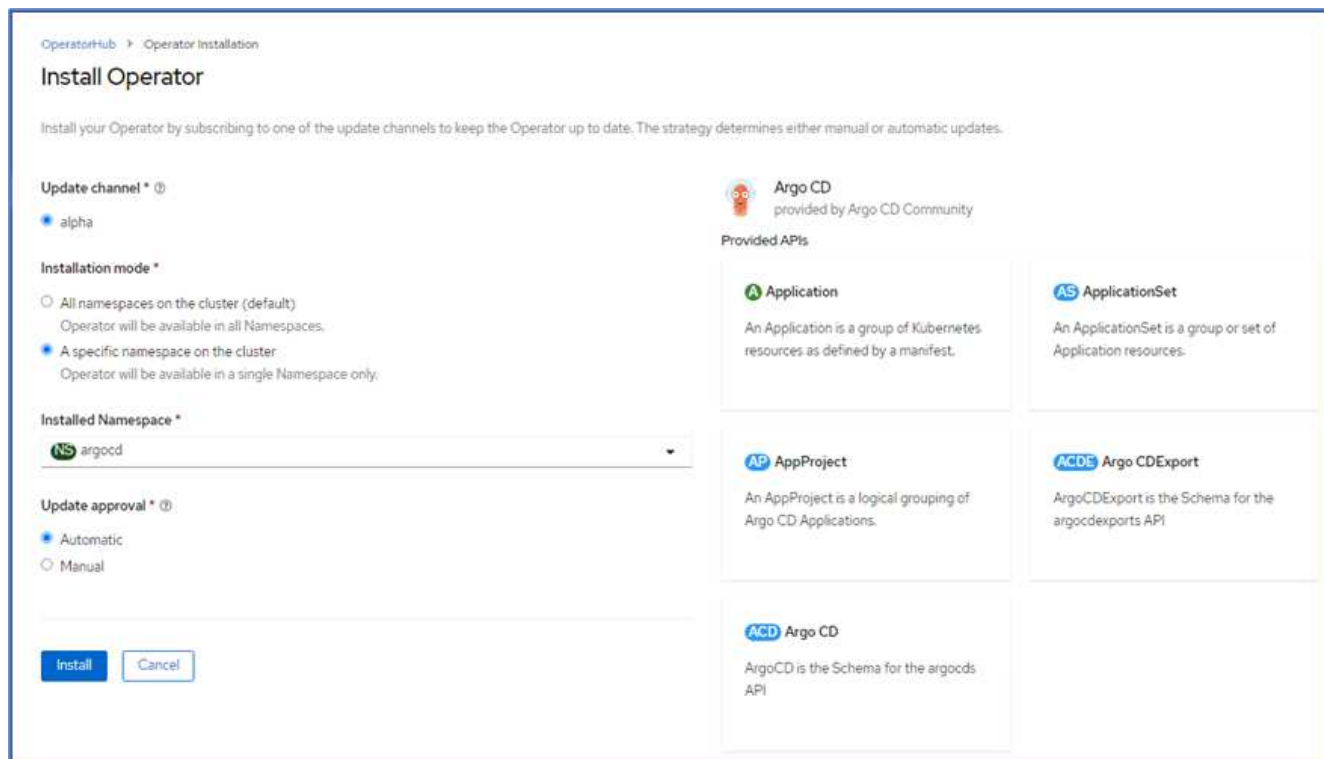 OperatorHub > Operator Installation
Install Operator
Install your Operator by subscribing to one of the update channels to keep the Operator up to date. The strategy determines either manual or automatic updates.
Update channel *
alpha
Installation mode *
All namespaces on the cluster (default)
Operator will be available in all Namespaces.
A specific namespace on the cluster
Operator will be available in a single Namespace only.
Installed Namespace *
NS argocd
Update approval *
Automatic
Manual
Install
Cancel
Argo CD
provided by Argo CD Community
Provided APIs
A Application
An Application is a group of Kubernetes
resources as defined by a manifest.
AS ApplicationSet
An ApplicationSet is a group or set of
Application resources.
AP AppProject
An AppProject is a logical grouping of
Argo CD Applications.
ACDE Argo CDExport
ArgoCDExport is the Schema for the
argocdexports API
ACD Argo CD
ArgoCD is the Schema for the argocds
API